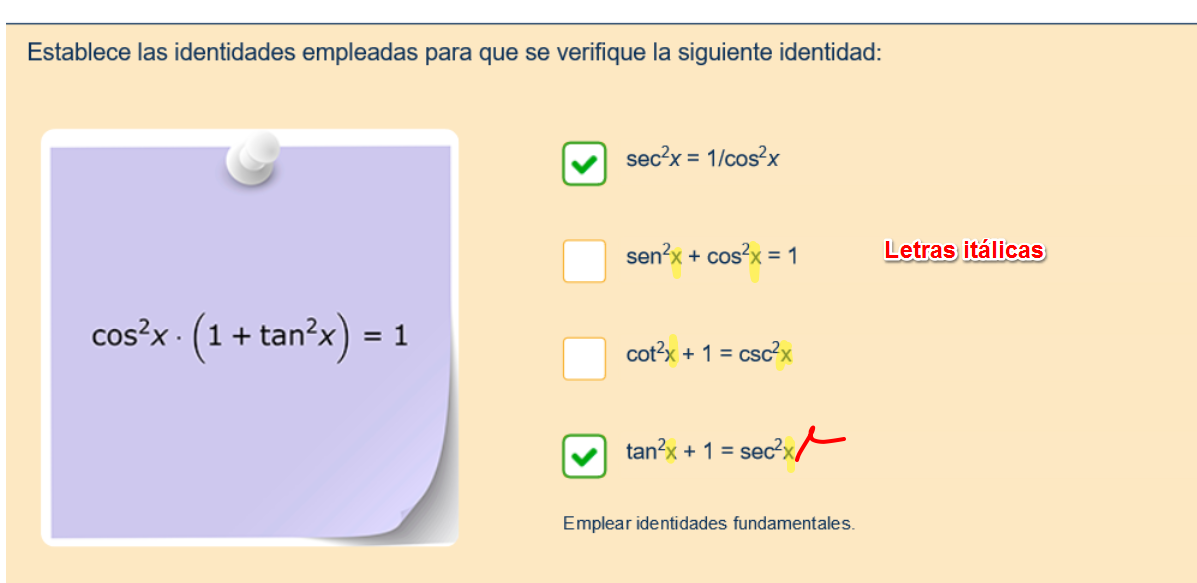 Establece las identidades empleadas para que se verifique la siguiente identidad:
cos²x · (1 + tan²x) = 1
sec²x = 1/cos²x
sen²x + cos²x = 1
Letras itálicas
cot²x + 1 = csc²x
tan²x + 1 = sec²x
Emplear identidades fundamentales.